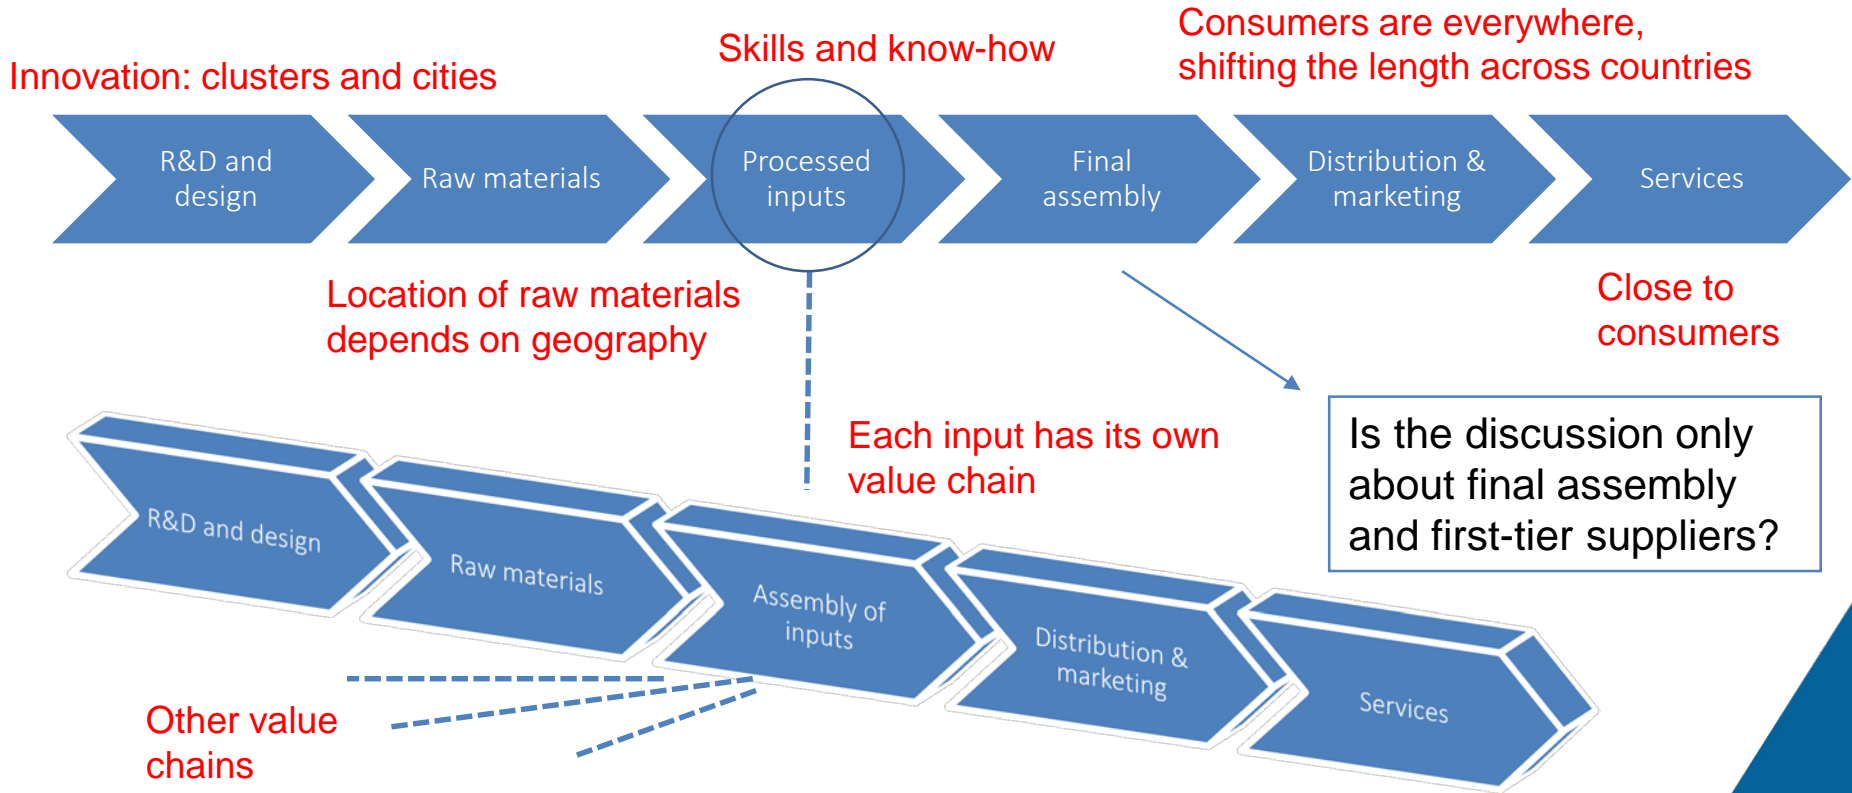 Innovation: clusters and cities
Skills and know-how
Consumers are everywhere,
shifting the length across countries
R&D and
design
Raw materials
Processed
inputs
Final
assembly
Distribution &
marketing
Services
Location of raw materials
depends on geography
Close to
consumers
Each input has its own
value chain
Is the discussion only
about final assembly
and first-tier suppliers?
R&D and design
Raw materials
Assembly of
inputs
Distribution &
marketing
Services
Other value
chains